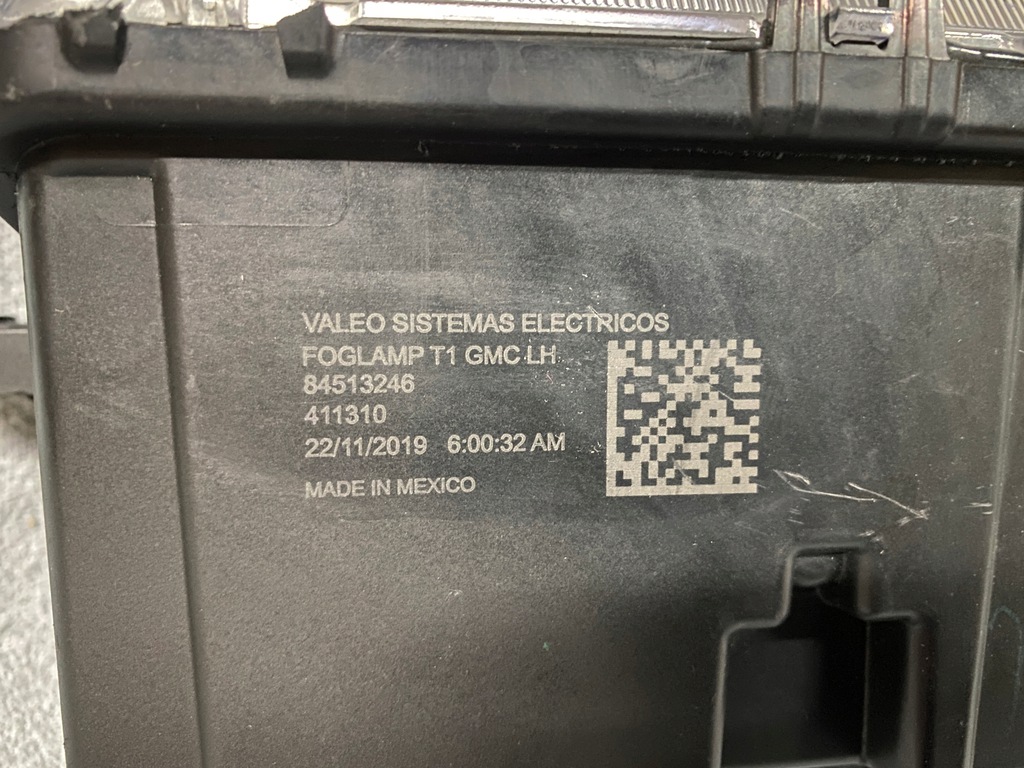 VALEO SISTEMAS ELECTRICOS
FOGLAMP T1 GMC LH
84513246
411310
22/11/2019 6:00:32 AM
MADE IN MEXICO